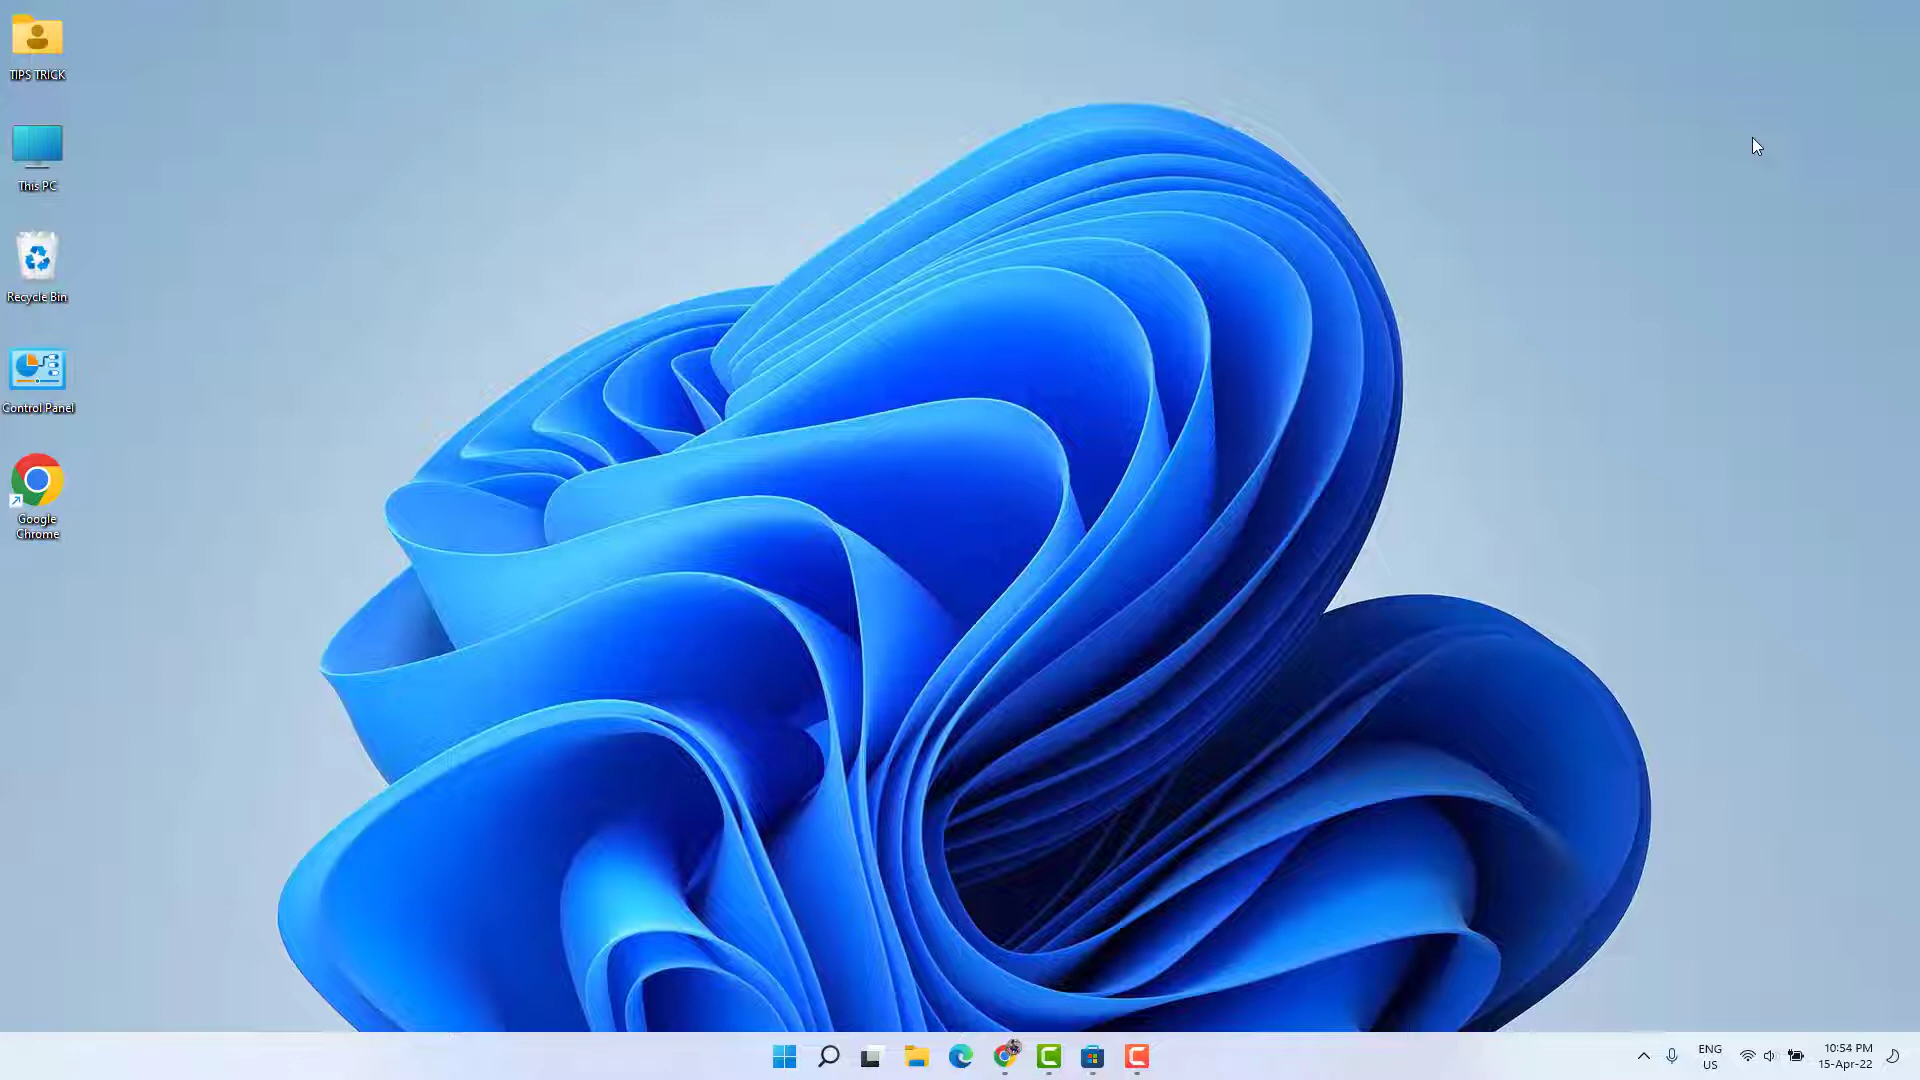 TIPS TRICK
This PC
Recycle Bin
Control Panel
Google
Chrome
ENG
US
10:54 PM
15-Apr-22